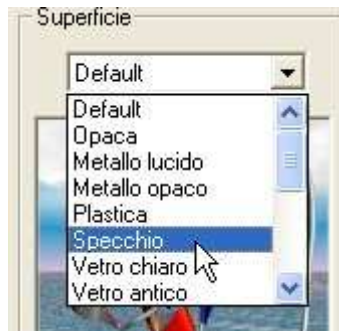 Superficie
Default
Default
Opaca
Metallo lucido
Metallo opaco
Plastica
Specchio
Vetro chiaro
Vetro antico